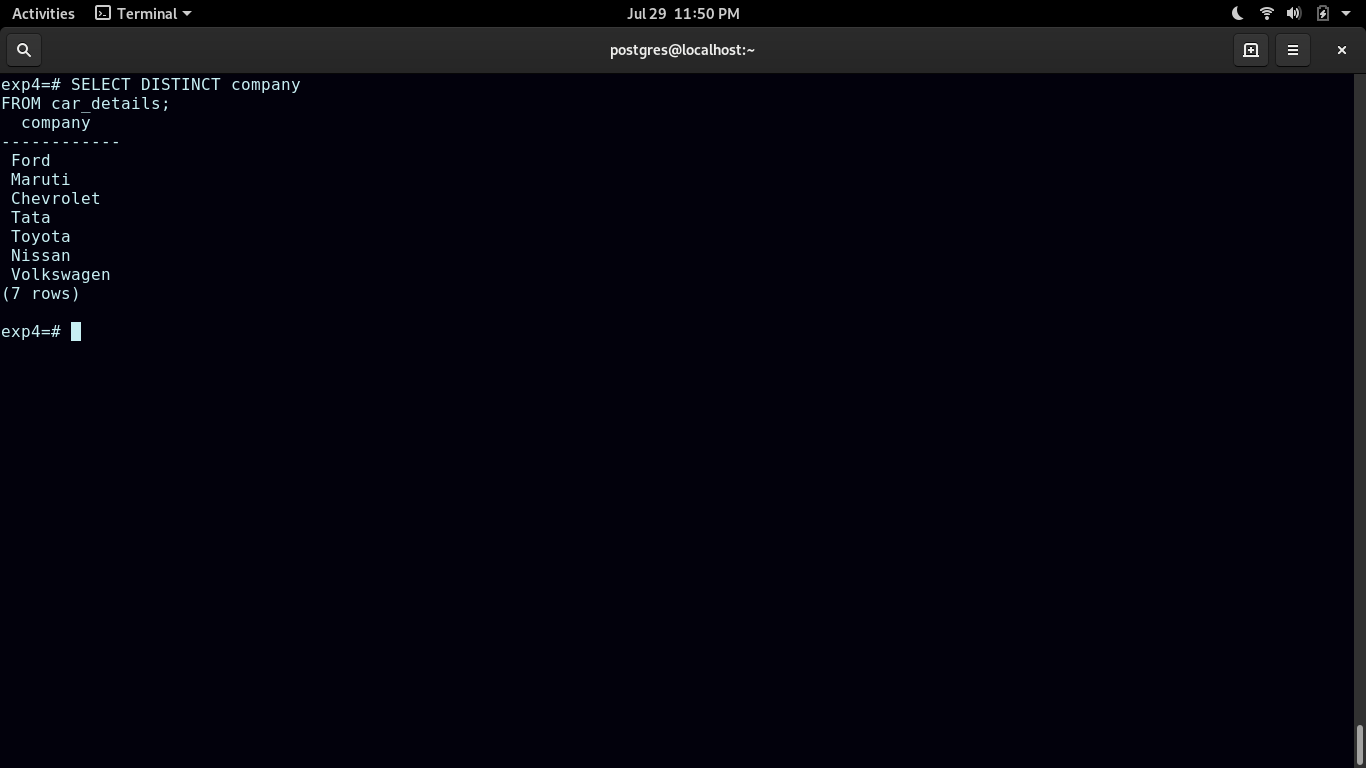 Activities
Terminal
Jul 29 11:50 PM
postgres@localhost:~
exp4=# SELECT DISTINCT company
FROM car_details;
  company
------------
 Ford
 Maruti
 Chevrolet
 Tata
 Toyota
 Nissan
 Volkswagen
(7 rows)

exp4=#